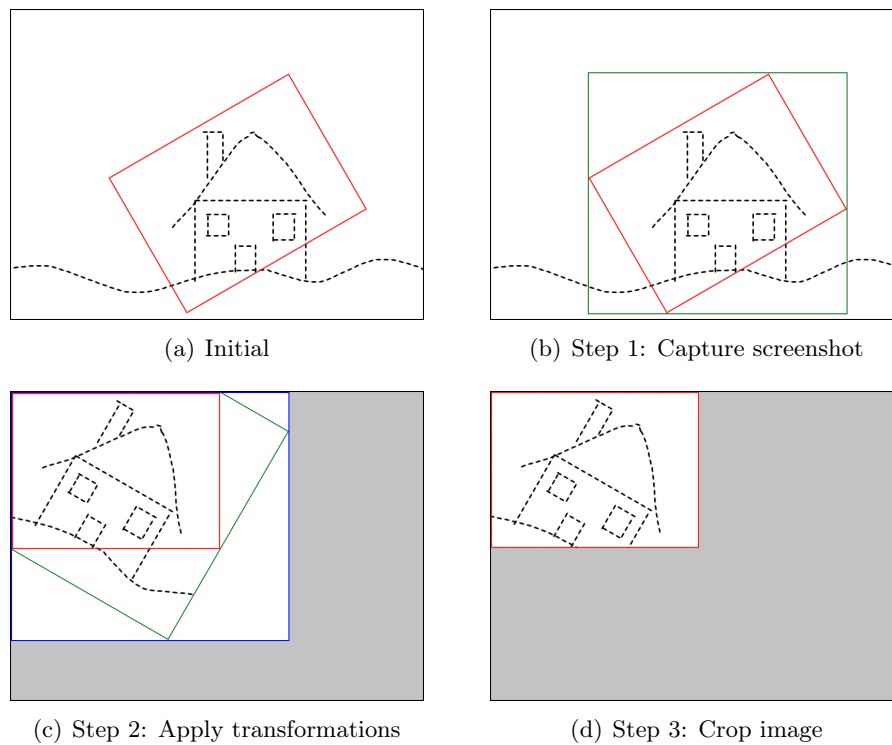 (a) Initial
(b) Step 1: Capture screenshot
(c) Step 2: Apply transformations
(d) Step 3: Crop image